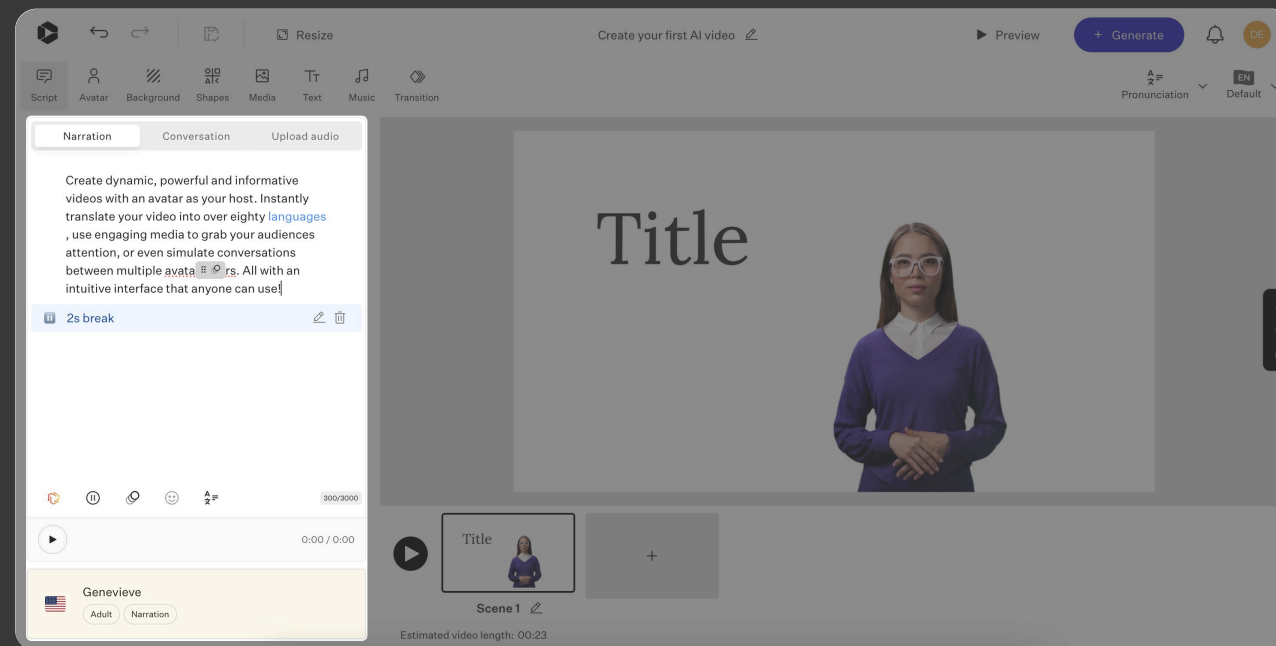 Resize
Create your first AI video
Preview
+ Generate
DE
Script
Avatar
Background
Shapes
Media
Text
Music
Transition
Pronunciation
EN
Default
Narration
Conversation
Upload audio
Create dynamic, powerful and informative
videos with an avatar as your host. Instantly
translate your video into over eighty languages
, use engaging media to grab your audiences
attention, or even simulate conversations
between multiple avata rs. All with an
intuitive interface that anyone can use!
2s break
300/3000
0:00 / 0:00
Genevieve
Adult
Narration
Title
Title
+
Scene 1
Estimated video length: 00:23